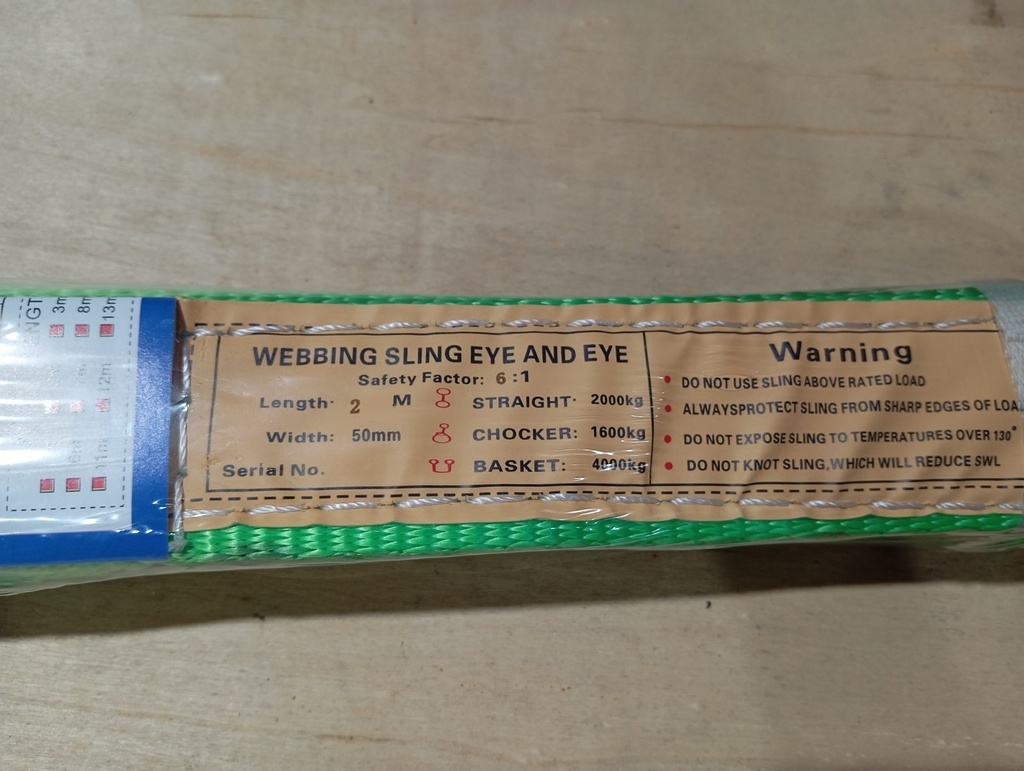 WEBBING SLING EYE AND EYE
Safety Factor: 6:1
Length· 2 M STRAIGHT· 2000kg
Width: 50mm CHOCKER: 1600kg
Serial No. BASKET: 4000kg
Warning
DO NOT USE SLING ABOVE RATED LOAD
ALWAYSPROTECT SLING FROM SHARP EDGES OF LOA
DO NOT EXPOSE SLING TO TEMPERATURES OVER 130°
DO NOT KNOT SLING,WHICH WILL REDUCE SWL
3m
8m
13m
12m
11m